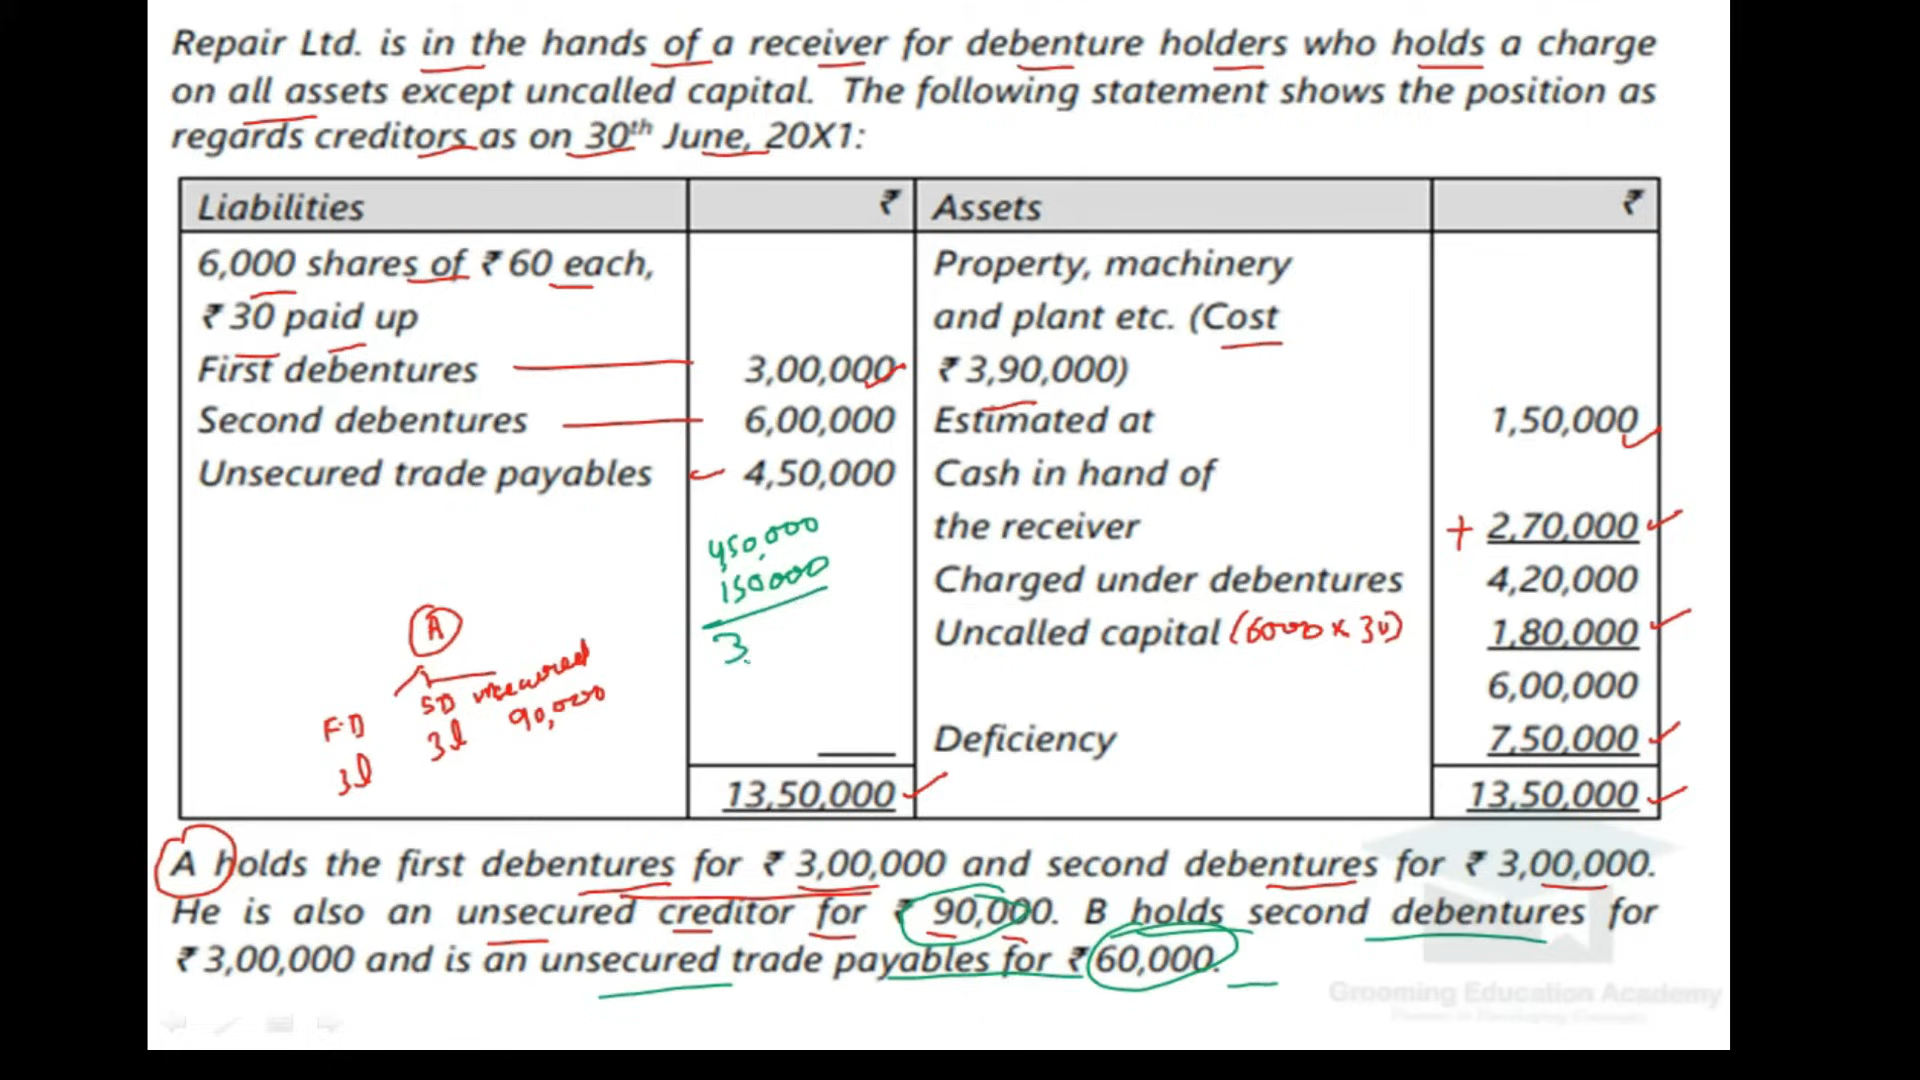 Repair Ltd. is in the hands of a receiver for debenture holders who holds a charge
on all assets except uncalled capital. The following statement shows the position as
regards creditors as on 30th June, 20X1:
Liabilities ₹ Assets ₹
6,000 shares of ₹ 60 each, Property, machinery
₹ 30 paid up and plant etc. (Cost
First debentures 3,00,000 ₹ 3,90,000)
Second debentures 6,00,000 Estimated at 1,50,000
Unsecured trade payables 4,50,000 Cash in hand of
450,000 the receiver + 2,70,000
150000 Charged under debentures 4,20,000
3. Uncalled capital (6000 x 30) 1,80,000
6,00,000
A
F.D SD unsecured
3l 3l 90,000
Deficiency 7,50,000
13,50,000 13,50,000
A holds the first debentures for ₹ 3,00,000 and second debentures for ₹ 3,00,000.
He is also an unsecured creditor for ₹ 90,000. B holds second debentures for
₹ 3,00,000 and is an unsecured trade payables for ₹ 60,000.
Grooming Education Academy